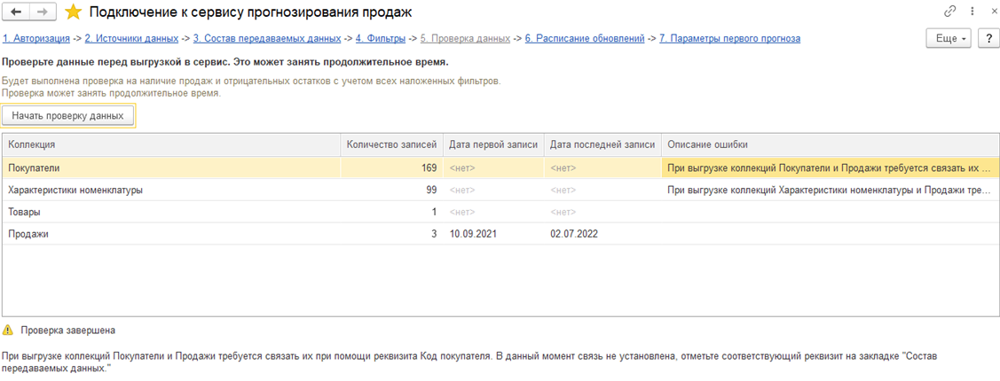 Подключение к сервису прогнозирования продаж
1. Авторизация -> 2. Источники данных -> 3. Состав передаваемых данных -> 4. Фильтры -> 5. Проверка данных -> 6. Расписание обновлений -> 7. Параметры первого прогноза Еще ?
Проверьте данные перед выгрузкой в сервис. Это может занять продолжительное время.
Будет выполнена проверка на наличие продаж и отрицательных остатков с учетом всех наложенных фильтров.
Проверка может занять продолжительное время.
Начать проверку данных
Коллекция Количество записей Дата первой записи Дата последней записи Описание ошибки
Покупатели 169 <нет> <нет> При выгрузке коллекций Покупатели и Продажи требуется связать их ...
Характеристики номенклатуры 99 <нет> <нет> При выгрузке коллекций Характеристики номенклатуры и Продажи тре...
Товары 1 <нет> <нет>
Продажи 3 10.09.2021 02.07.2022
Проверка завершена
При выгрузке коллекций Покупатели и Продажи требуется связать их при помощи реквизита Код покупателя. В данный момент связь не установлена, отметьте соответствующий реквизит на закладке "Состав
передаваемых данных."